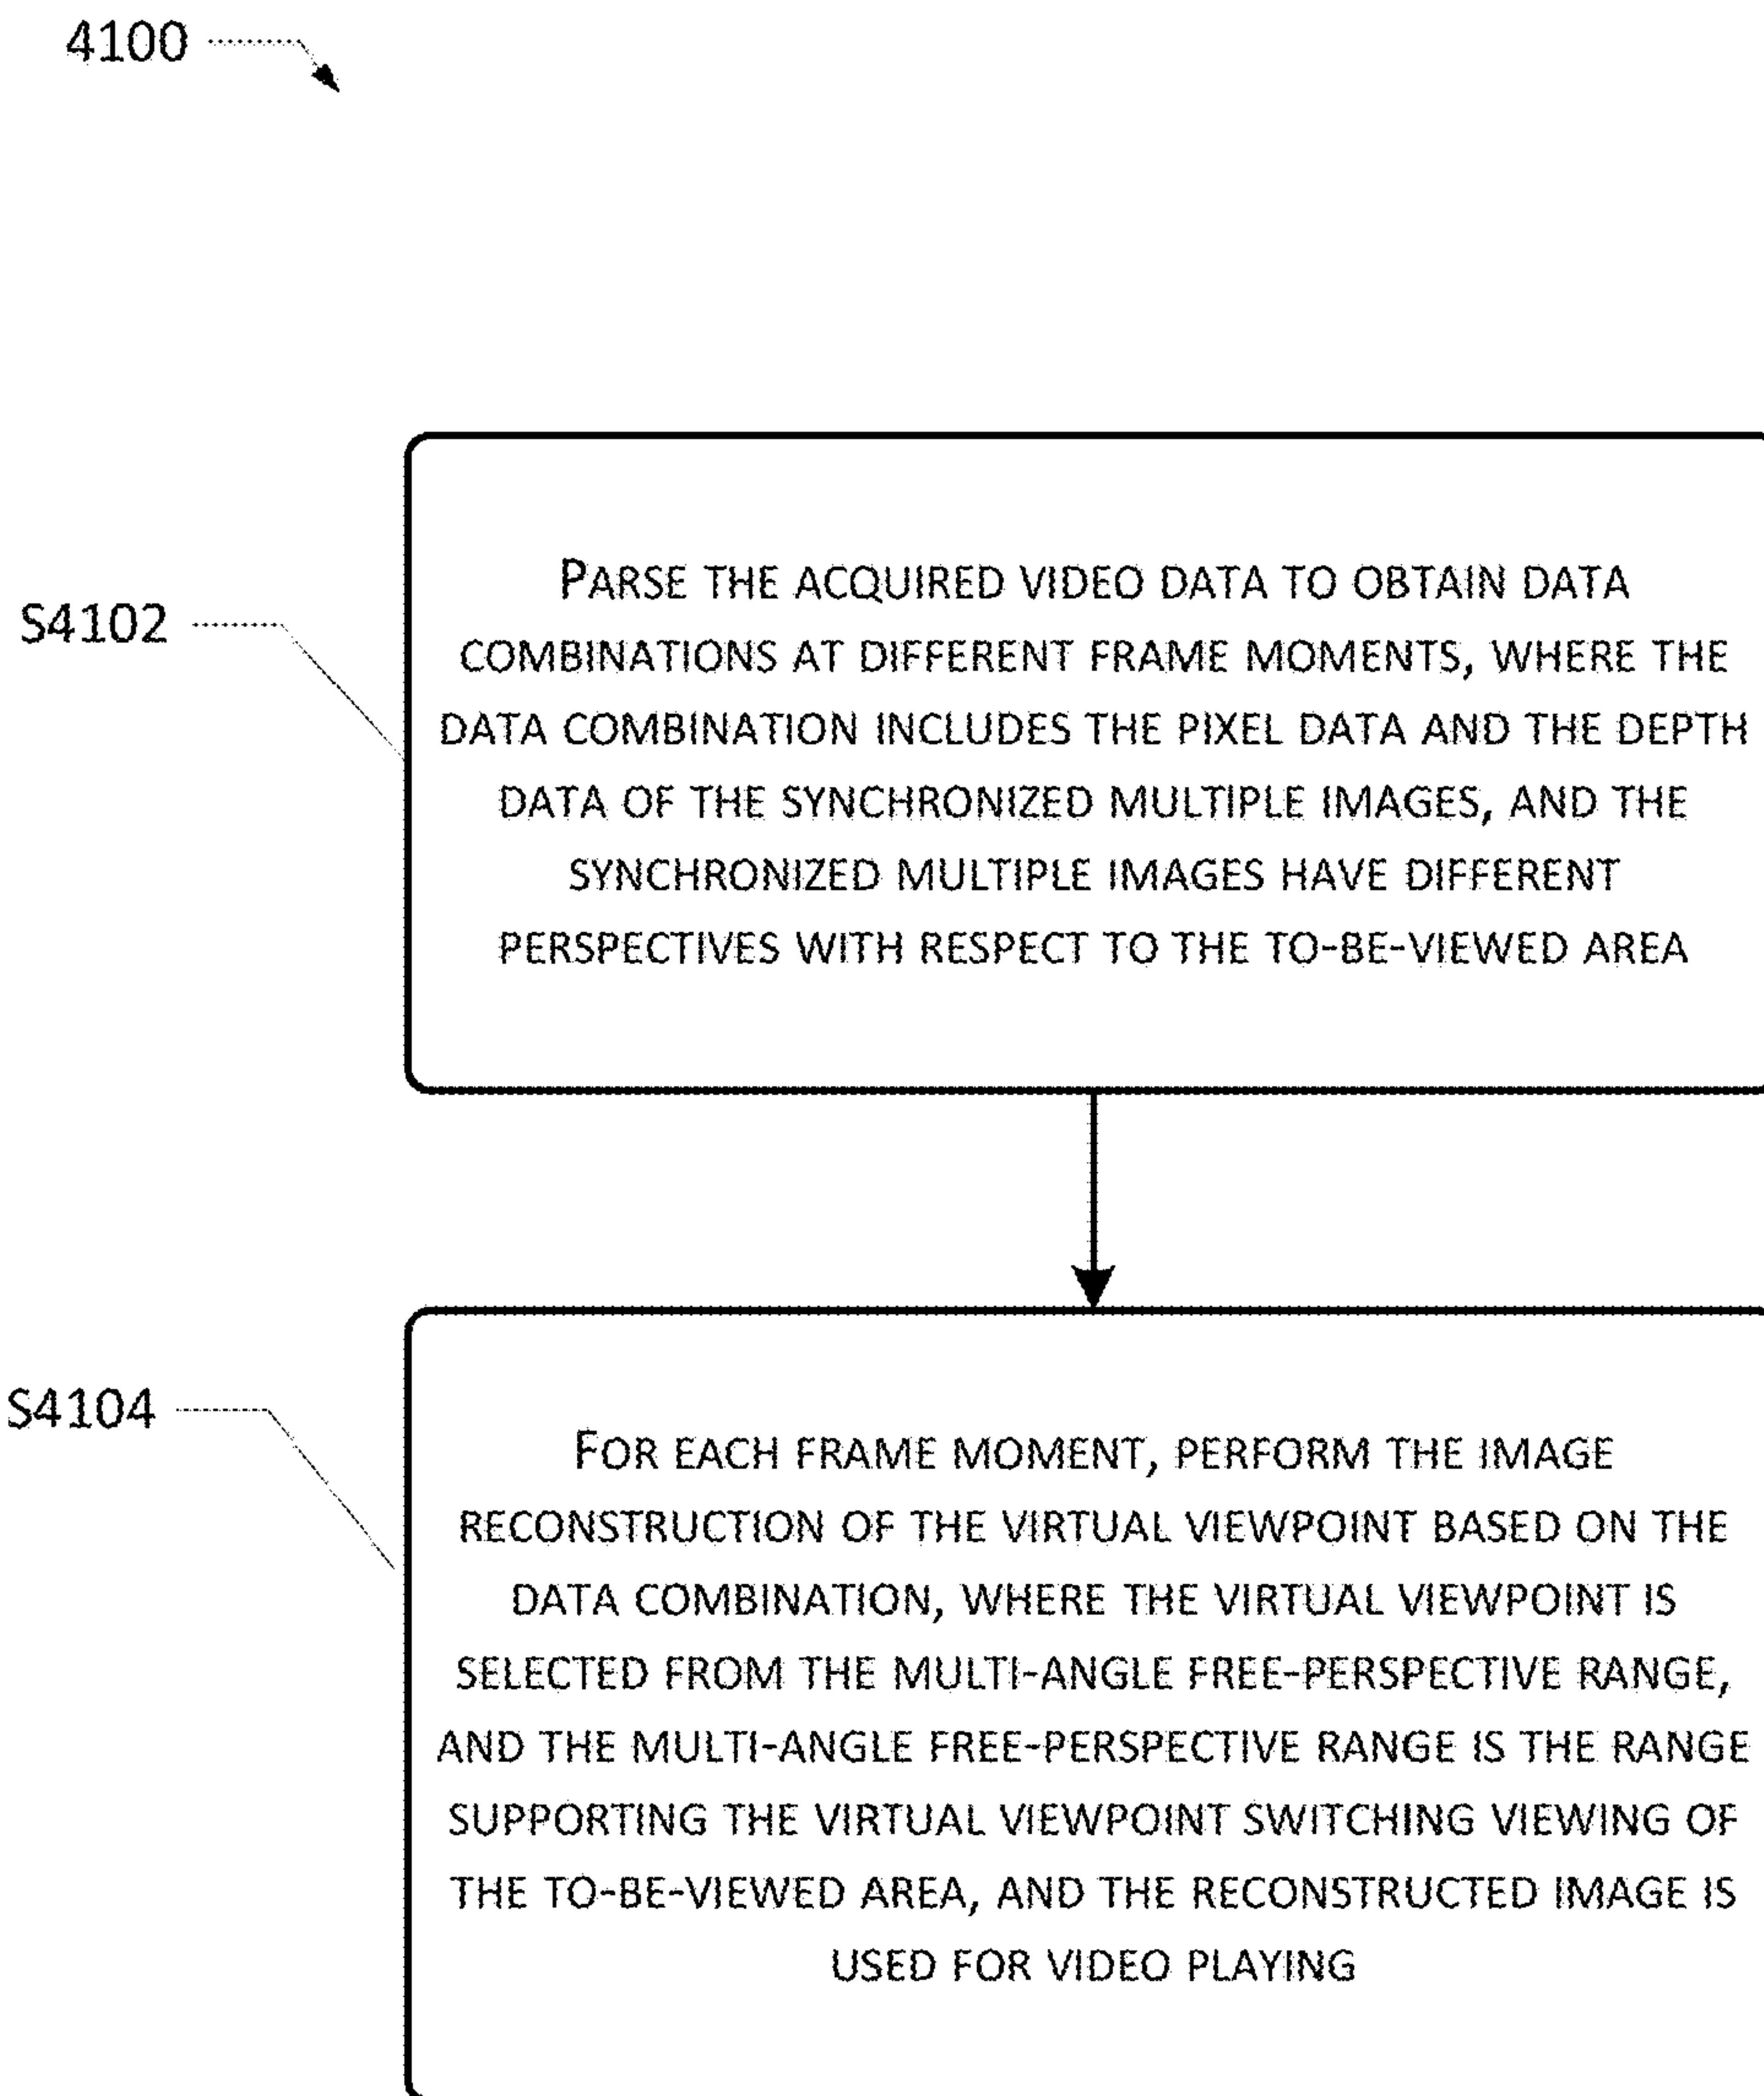 4100
S4102
PARSE THE ACQUIRED VIDEO DATA TO OBTAIN DATA
COMBINATIONS AT DIFFERENT FRAME MOMENTS, WHERE THE
DATA COMBINATION INCLUDES THE PIXEL DATA AND THE DEPTH
DATA OF THE SYNCHRONIZED MULTIPLE IMAGES, AND THE
SYNCHRONIZED MULTIPLE IMAGES HAVE DIFFERENT
PERSPECTIVES WITH RESPECT TO THE TO-BE-VIEWED AREA
S4104
FOR EACH FRAME MOMENT, PERFORM THE IMAGE
RECONSTRUCTION OF THE VIRTUAL VIEWPOINT BASED ON THE
DATA COMBINATION, WHERE THE VIRTUAL VIEWPOINT IS
SELECTED FROM THE MULTI-ANGLE FREE-PERSPECTIVE RANGE,
AND THE MULTI-ANGLE FREE-PERSPECTIVE RANGE IS THE RANGE
SUPPORTING THE VIRTUAL VIEWPOINT SWITCHING VIEWING OF
THE TO-BE-VIEWED AREA, AND THE RECONSTRUCTED IMAGE IS
USED FOR VIDEO PLAYING